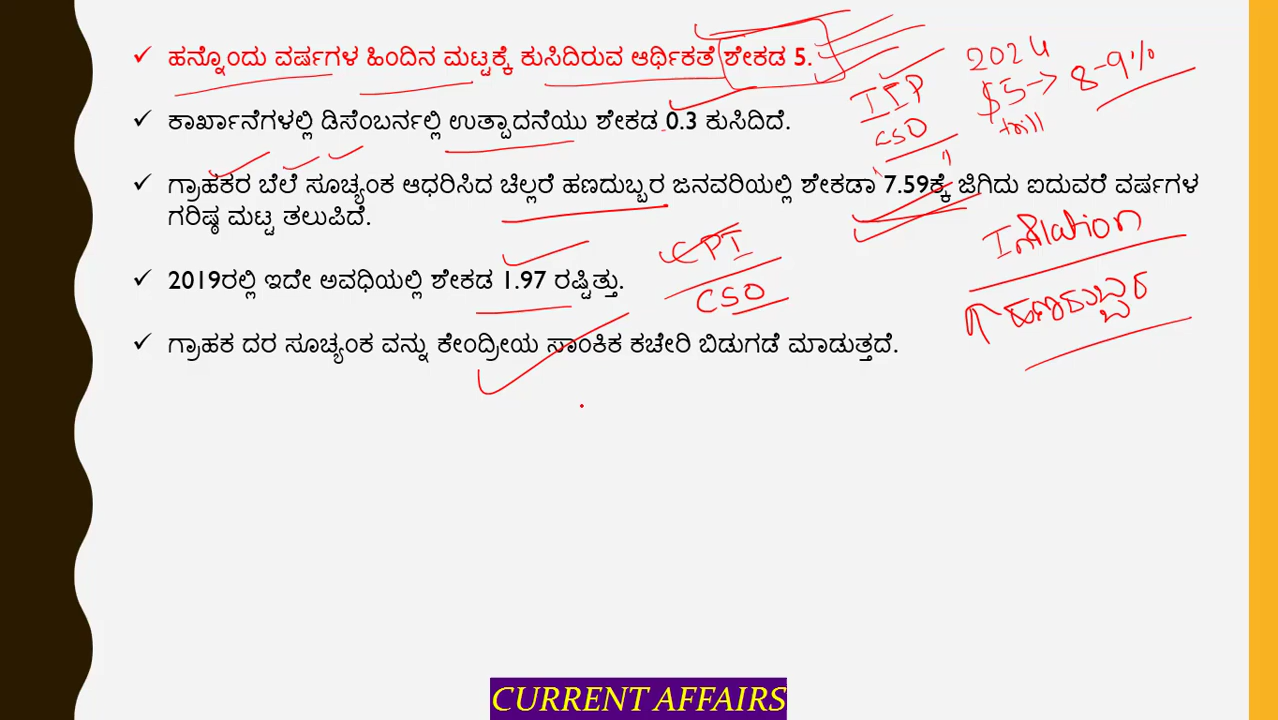 ಹನ್ನೊಂದು ವರ್ಷಗಳ ಹಿಂದಿನ ಮಟ್ಟಕ್ಕೆ ಕುಸಿದಿರುವ ಆರ್ಥಿಕತೆ ಶೇಕಡ 5.
2024
$5 -> 8-9%
trill
IIP
CSO
ಕಾರ್ಖಾನೆಗಳಲ್ಲಿ ಡಿಸೆಂಬರ್ನಲ್ಲಿ ಉತ್ಪಾದನೆಯು ಶೇಕಡ 0.3 ಕುಸಿದಿದೆ.
ಗ್ರಾಹಕರ ಬೆಲೆ ಸೂಚ್ಯಂಕ ಆಧರಿಸಿದ ಚಿಲ್ಲರೆ ಹಣದುಬ್ಬರ ಜನವರಿಯಲ್ಲಿ ಶೇಕಡಾ 7.59ಕ್ಕೆ ಜಿಗಿದು ಐದುವರೆ ವರ್ಷಗಳ
ಗರಿಷ್ಠ ಮಟ್ಟ ತಲುಪಿದೆ.
CPI
CSO
Inflation
ಹಣದುಬ್ಬರ
2019ರಲ್ಲಿ ಇದೇ ಅವಧಿಯಲ್ಲಿ ಶೇಕಡ 1.97 ರಷ್ಟಿತ್ತು.
ಗ್ರಾಹಕ ದರ ಸೂಚ್ಯಂಕ ವನ್ನು ಕೇಂದ್ರೀಯ ಸಾಂಕಿಕ ಕಚೇರಿ ಬಿಡುಗಡೆ ಮಾಡುತ್ತದೆ.
CURRENT AFFAIRS